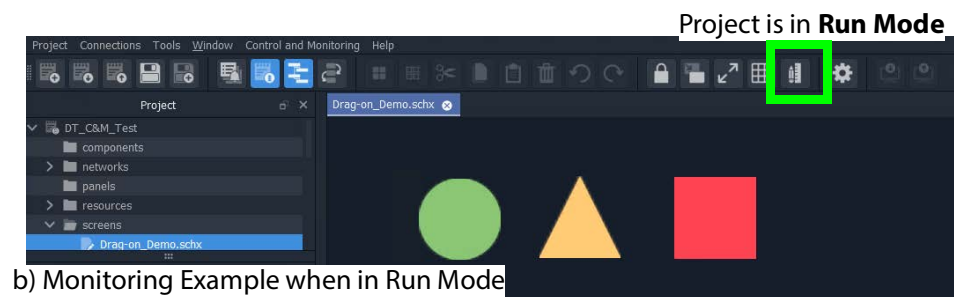 Project is in Run Mode
Project Connections Tools Window Control and Monitoring Help
Project
Drag-on_Demo.schx
DT_C&M_Test
components
networks
panels
resources
screens
Drag-on_Demo.schx
b) Monitoring Example when in Run Mode